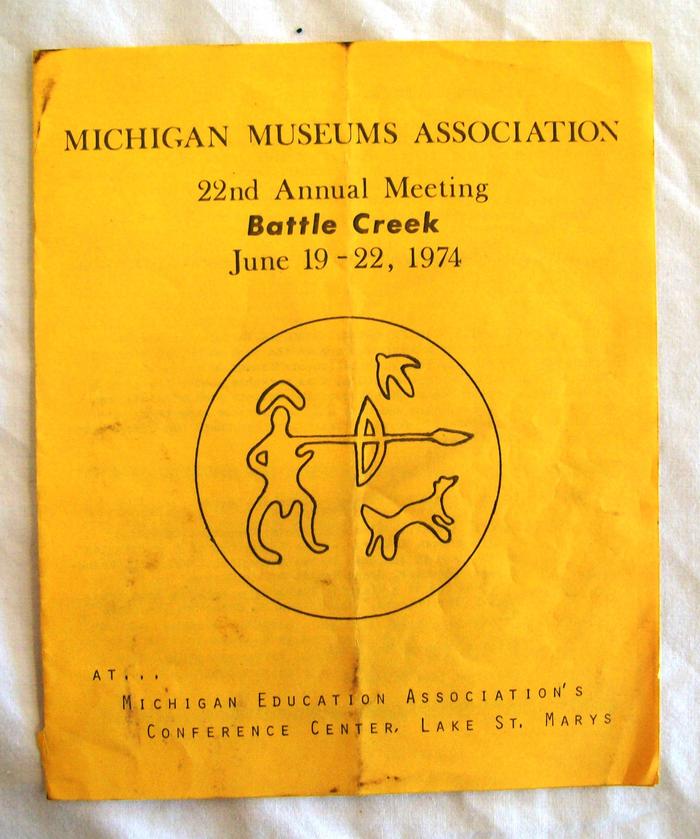 MICHIGAN MUSEUMS ASSOCIATION
22nd Annual Meeting
Battle Creek
June 19-22, 1974
AT...
MICHIGAN EDUCATION ASSOCIATION'S
CONFERENCE CENTER, LAKE ST. MARYS